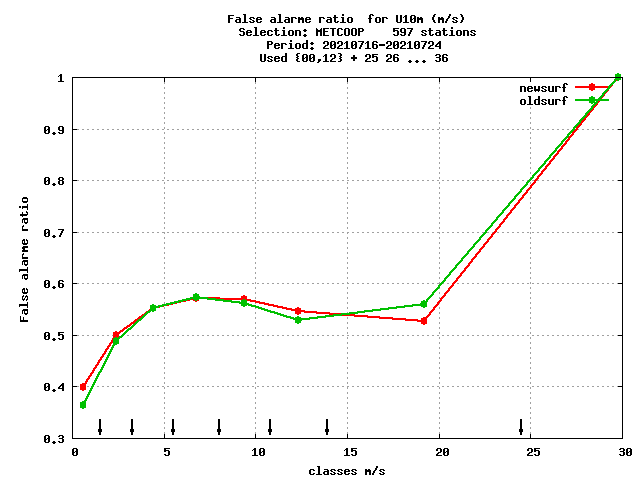 False alarme ratio  for U10m (m/s)
Selection: METCOOP    597 stations
Period: 20210716-20210724
Used {00,12} + 25 26 ... 36
newsurf
oldsurf
1
0.9
0.8
0.7
0.6
0.5
0.4
0.3
False alarme ratio
0 5 10 15 20 25 30
classes m/s